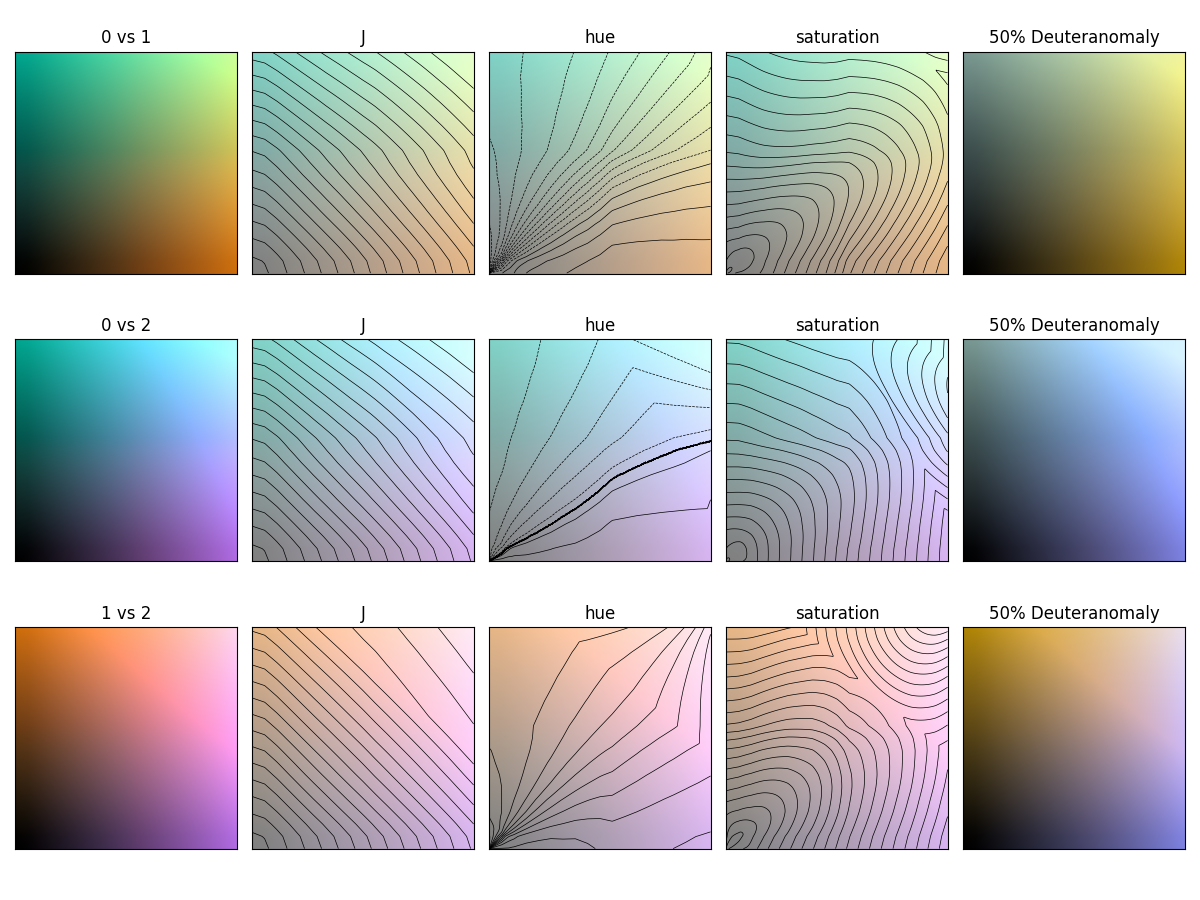 0 vs 1 J hue saturation 50% Deuteranomaly
0 vs 2 J hue saturation 50% Deuteranomaly
1 vs 2 J hue saturation 50% Deuteranomaly